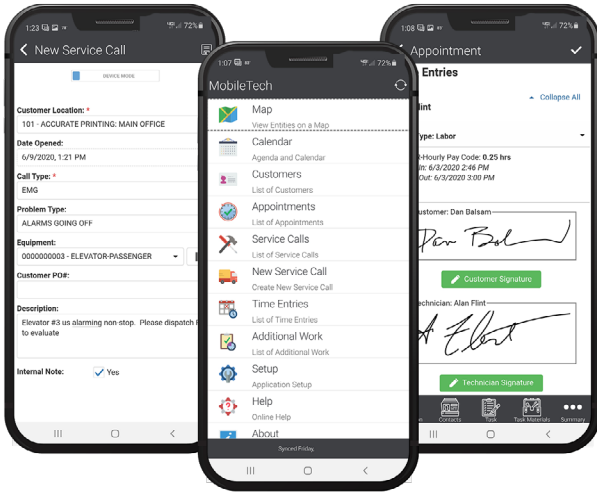 1:23
72%
New Service Call
DEVICE MODE
Customer Location: *
101 - ACCURATE PRINTING: MAIN OFFICE
Date Opened:
6/9/2020, 1:21 PM
Call Type: *
EMG
Problem Type:
ALARMS GOING OFF
Equipment:
0000000003 - ELEVATOR-PASSENGER
Customer PO#:
Description:
Elevator #3 us alarming non-stop. Please dispatch
to evaluate
Internal Note:
Yes
1:07
72%
MobileTech
Map
View Entities on a Map
Calendar
Agenda and Calendar
Customers
List of Customers
Appointments
List of Appointments
Service Calls
List of Service Calls
New Service Call
Create New Service Call
Time Entries
List of Time Entries
Additional Work
List of Additional Work
Setup
Application Setup
Help
Online Help
About
Synced Friday,
1:08
72%
Appointment
Entries
Collapse All
lint
ype: Labor
-Hourly Pay Code: 0.25 hrs
In: 6/3/2020 2:46 PM
Out: 6/3/2020 3:00 PM
ustomer: Dan Balsam
Customer Signature
echnician: Alan Flint
Technician Signature
Contacts
Task
Task Materials
Summary